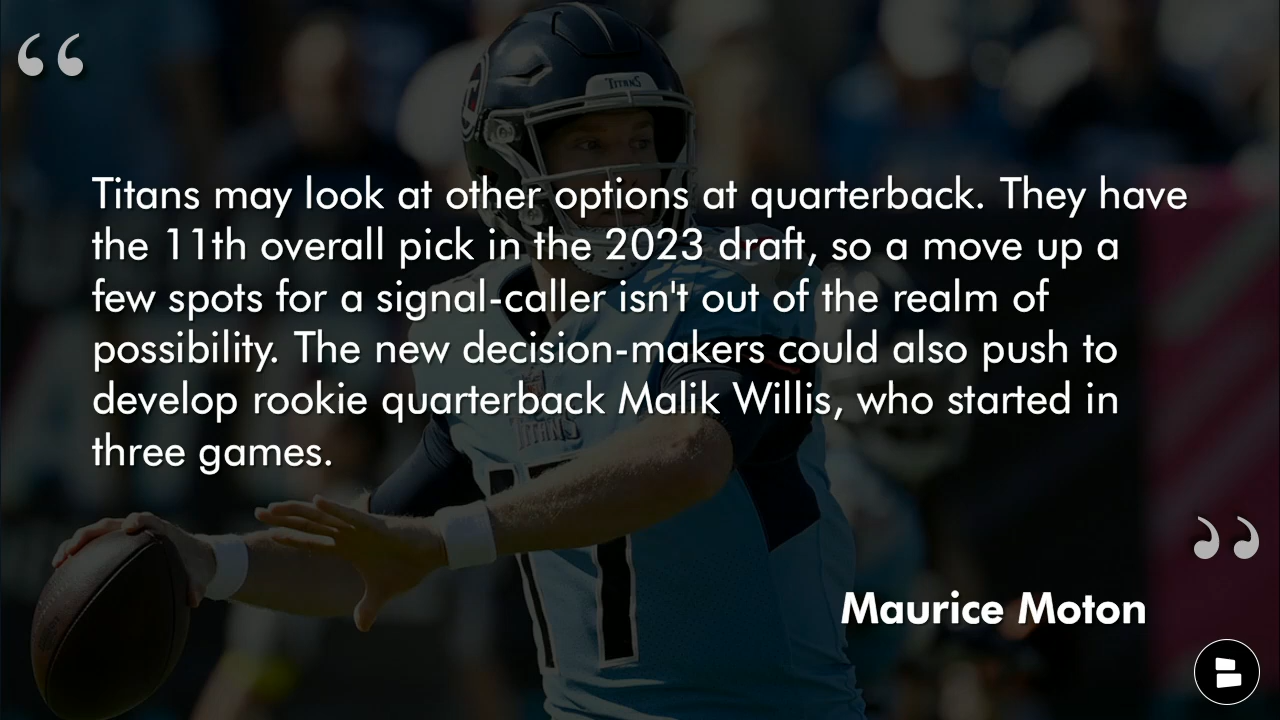 “
TITANS
Titans may look at other options at quarterback. They have
the 11th overall pick in the 2023 draft, so a move up a
few spots for a signal-caller isn't out of the realm of
possibility. The new decision-makers could also push to
develop rookie quarterback Malik Willis, who started in
three games.
TITANS
17
”
Maurice Moton
B